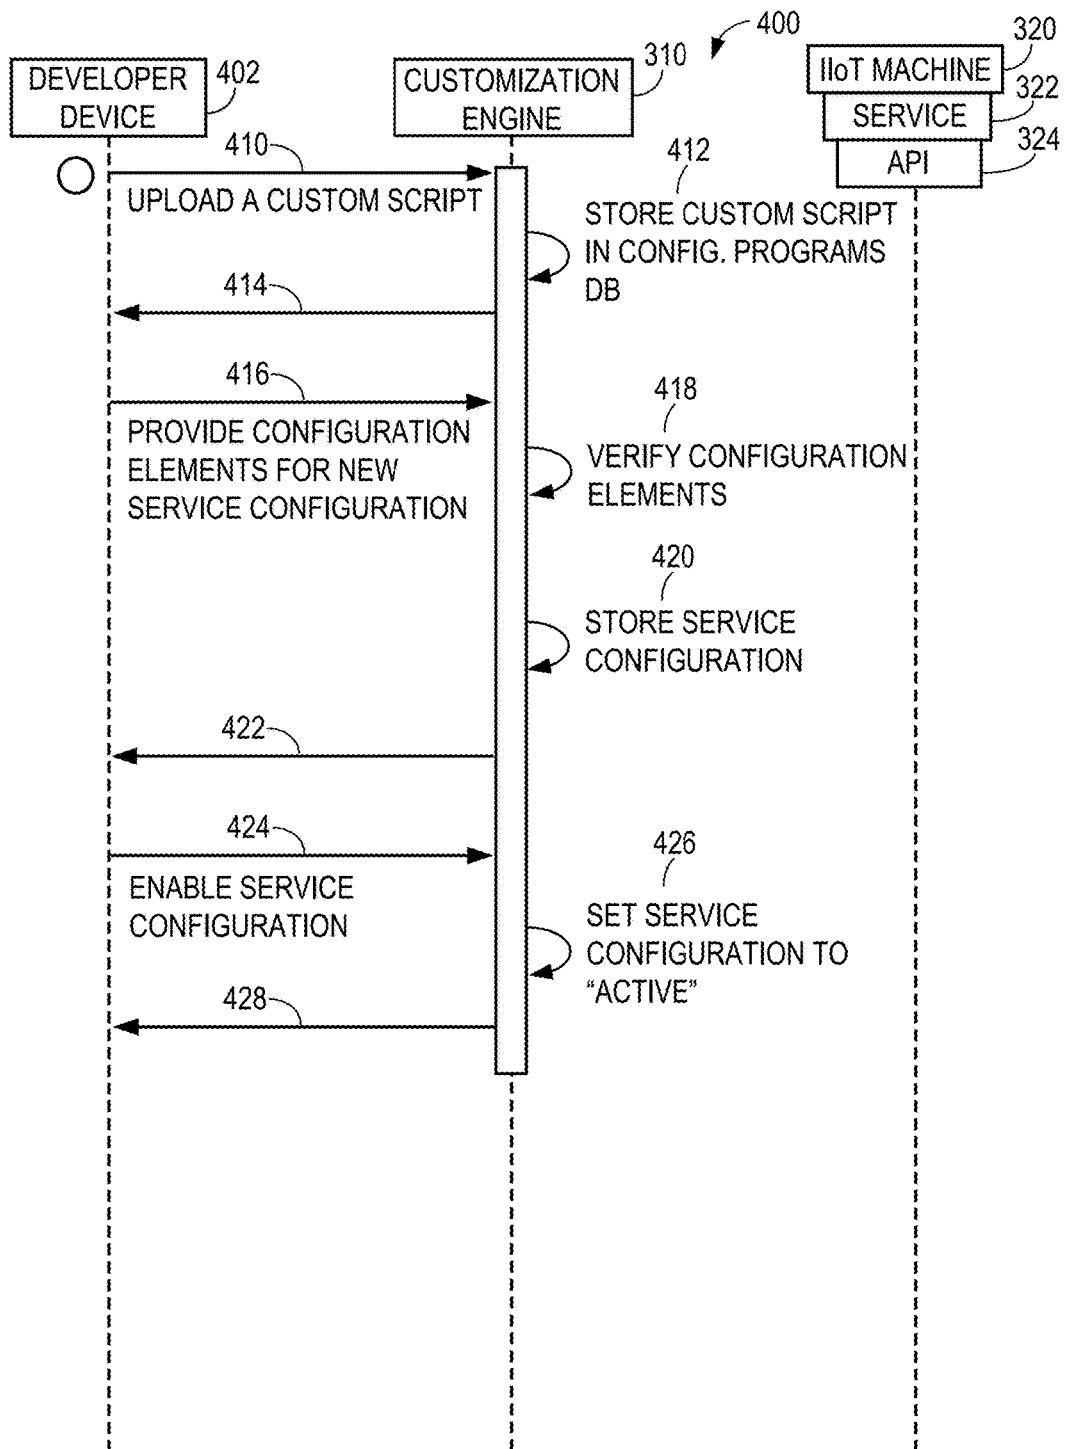 400
DEVELOPER
DEVICE
402
CUSTOMIZATION
ENGINE
310
IIoT MACHINE
320
SERVICE
322
API
324
410
UPLOAD A CUSTOM SCRIPT
412
STORE CUSTOM SCRIPT
IN CONFIG. PROGRAMS
DB
414
416
PROVIDE CONFIGURATION
ELEMENTS FOR NEW
SERVICE CONFIGURATION
418
VERIFY CONFIGURATION
ELEMENTS
420
STORE SERVICE
CONFIGURATION
422
424
ENABLE SERVICE
CONFIGURATION
426
SET SERVICE
CONFIGURATION TO
“ACTIVE”
428